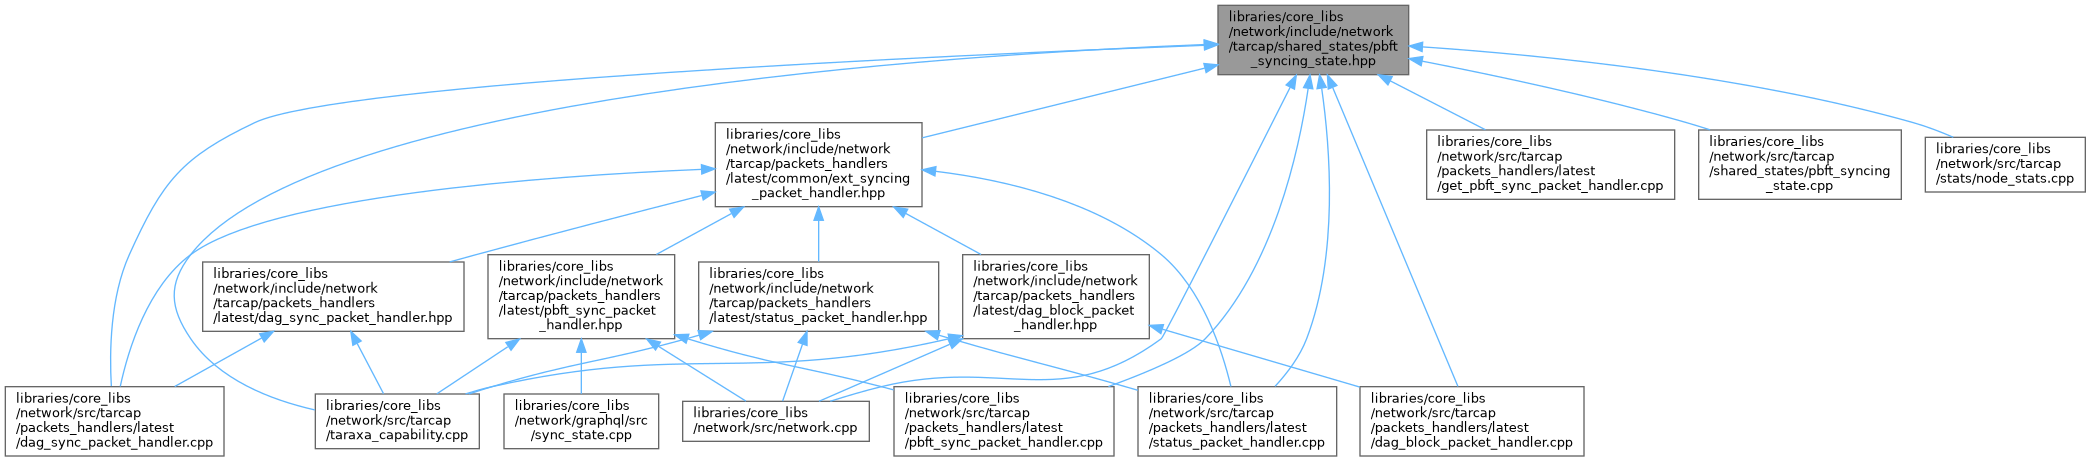 libraries/core_libs
/network/include/network
/tarcap/shared_states/pbft
_syncing_state.hpp
libraries/core_libs
/network/include/network
/tarcap/packets_handlers
/latest/common/ext_syncing
_packet_handler.hpp
libraries/core_libs
/network/src/tarcap
/packets_handlers/latest
/get_pbft_sync_packet_handler.cpp
libraries/core_libs
/network/src/tarcap
/shared_states/pbft_syncing
_state.cpp
libraries/core_libs
/network/src/tarcap
/stats/node_stats.cpp
libraries/core_libs
/network/include/network
/tarcap/packets_handlers
/latest/dag_sync_packet_handler.hpp
libraries/core_libs
/network/include/network
/tarcap/packets_handlers
/latest/pbft_sync_packet
_handler.hpp
libraries/core_libs
/network/include/network
/tarcap/packets_handlers
/latest/status_packet_handler.hpp
libraries/core_libs
/network/include/network
/tarcap/packets_handlers
/latest/dag_block_packet
_handler.hpp
libraries/core_libs
/network/src/tarcap
/packets_handlers/latest
/dag_sync_packet_handler.cpp
libraries/core_libs
/network/src/tarcap
/taraxa_capability.cpp
libraries/core_libs
/network/graphql/src
/sync_state.cpp
libraries/core_libs
/network/src/network.cpp
libraries/core_libs
/network/src/tarcap
/packets_handlers/latest
/pbft_sync_packet_handler.cpp
libraries/core_libs
/network/src/tarcap
/packets_handlers/latest
/status_packet_handler.cpp
libraries/core_libs
/network/src/tarcap
/packets_handlers/latest
/dag_block_packet_handler.cpp